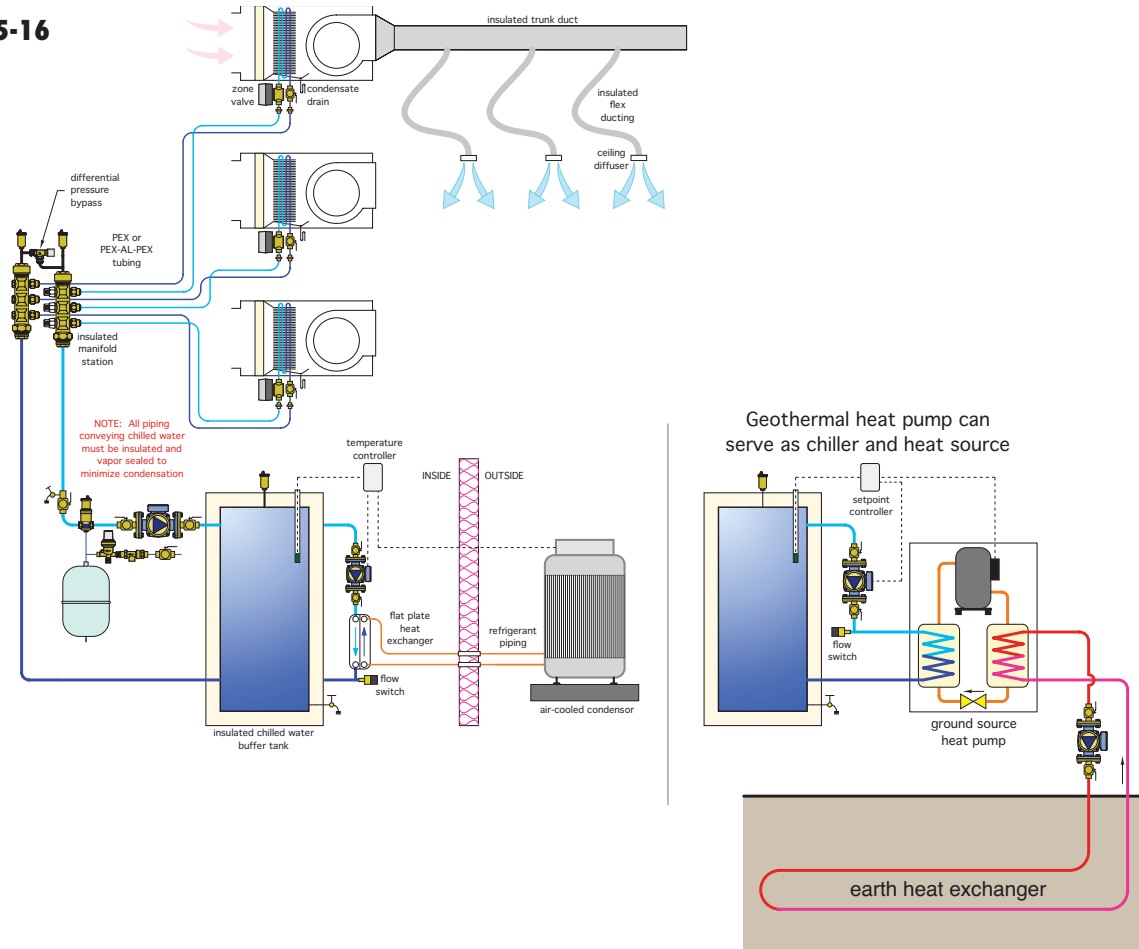 5-16
insulated trunk duct
zone
valve
condensate
drain
insulated
flex
ducting
ceiling
diffuser
differential
pressure
bypass
PEX or
PEX-AL-PEX
tubing
insulated
manifold
station
NOTE: All piping
conveying chilled water
must be insulated and
vapor sealed to
minimize condensation
temperature
controller
INSIDE
OUTSIDE
flat plate
heat
exchanger
refrigerant
piping
flow
switch
air-cooled condensor
insulated chilled water
buffer tank
Geothermal heat pump can
serve as chiller and heat source
setpoint
controller
flow
switch
ground source
heat pump
earth heat exchanger